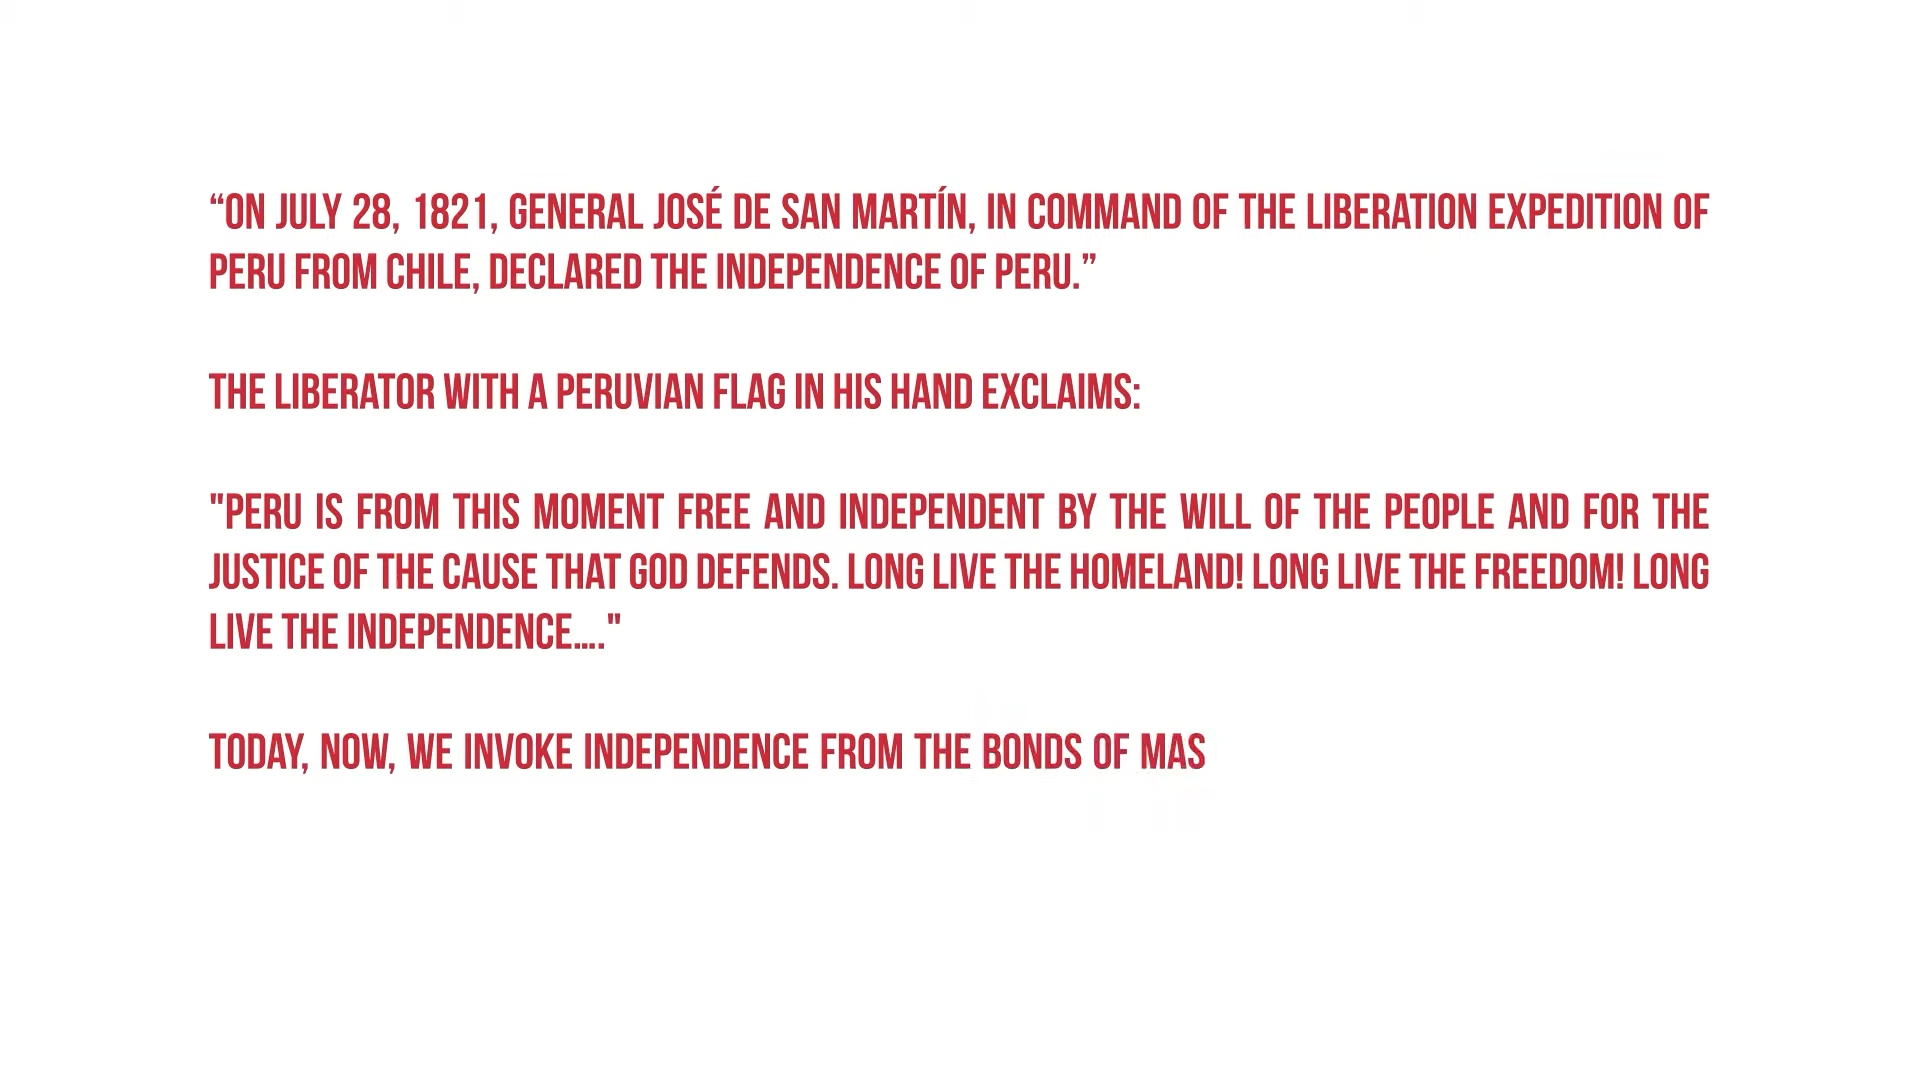 “ON JULY 28, 1821, GENERAL JOSÉ DE SAN MARTÍN, IN COMMAND OF THE LIBERATION EXPEDITION OF
PERU FROM CHILE, DECLARED THE INDEPENDENCE OF PERU.”
THE LIBERATOR WITH A PERUVIAN FLAG IN HIS HAND EXCLAIMS:
"PERU IS FROM THIS MOMENT FREE AND INDEPENDENT BY THE WILL OF THE PEOPLE AND FOR THE
JUSTICE OF THE CAUSE THAT GOD DEFENDS. LONG LIVE THE HOMELAND! LONG LIVE THE FREEDOM! LONG
LIVE THE INDEPENDENCE...."
TODAY, NOW, WE INVOKE INDEPENDENCE FROM THE BONDS OF MAS